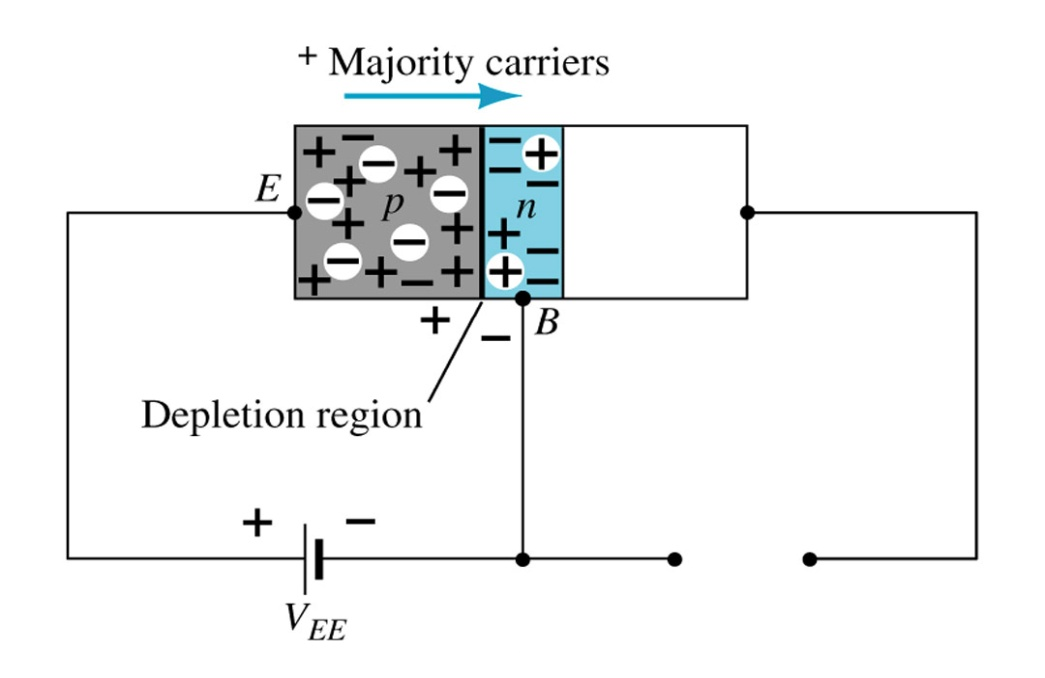 + Majority carriers
E
p
n
+ −
B
Depletion region
+ −
V_EE